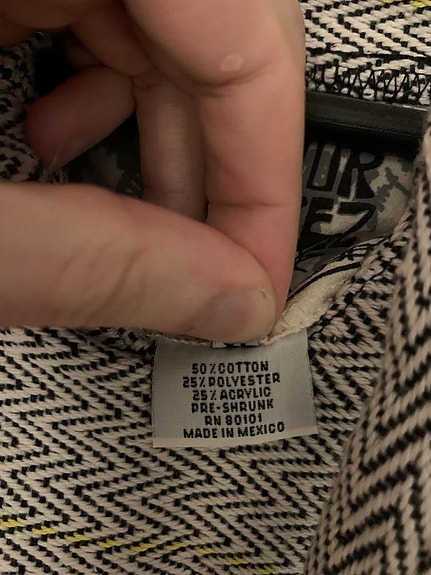 50%COTTON
25%POLYESTER
25%ACRYLIC
PRE-SHRUNK
RN 80101
MADE IN MEXICO